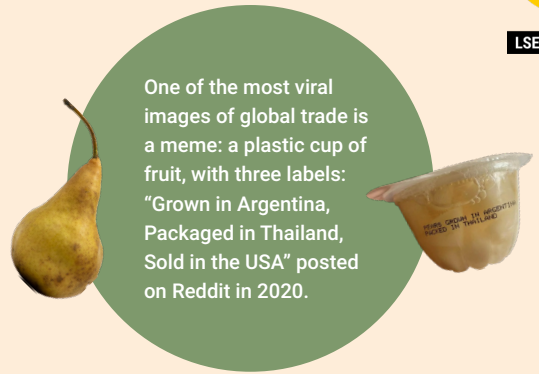 LSE
One of the most viral
images of global trade is
a meme: a plastic cup of
fruit, with three labels:
“Grown in Argentina,
Packaged in Thailand,
Sold in the USA” posted
on Reddit in 2020.
PEARS GROWN IN ARGENTINA
PACKED IN THAILAND